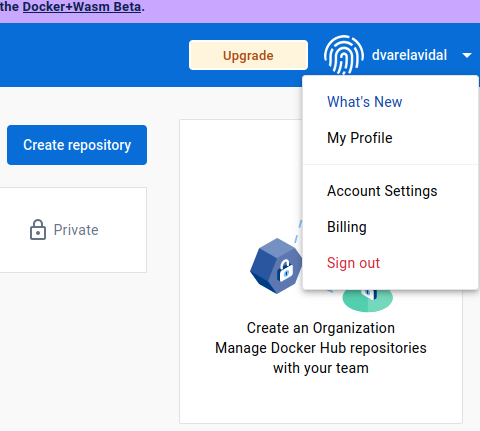 the Docker+Wasm Beta.
Upgrade
dvarelavidal
What's New
My Profile
Create repository
Account Settings
Private
Billing
Sign out
Create an Organization
Manage Docker Hub repositories
with your team